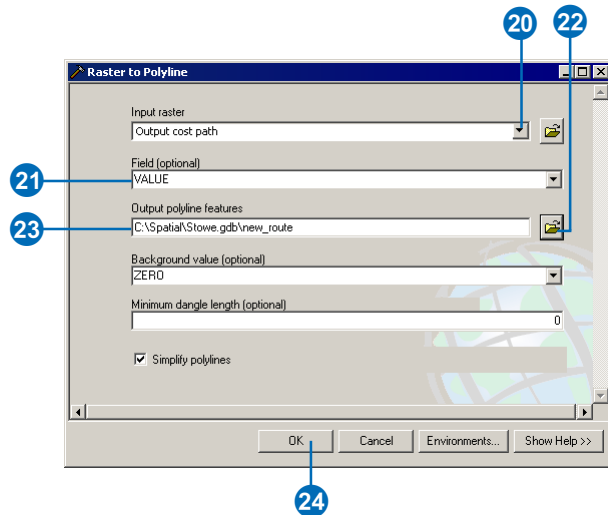 20
22
Raster to Polyline
Input raster
Output cost path
Field (optional)
21
VALUE
Output polyline features
23
C:\Spatial\Stowe.gdb\new_route
Background value (optional)
ZERO
Minimum dangle length (optional)
0
Simplify polylines
OK
Cancel
Environments...
Show Help >>
24